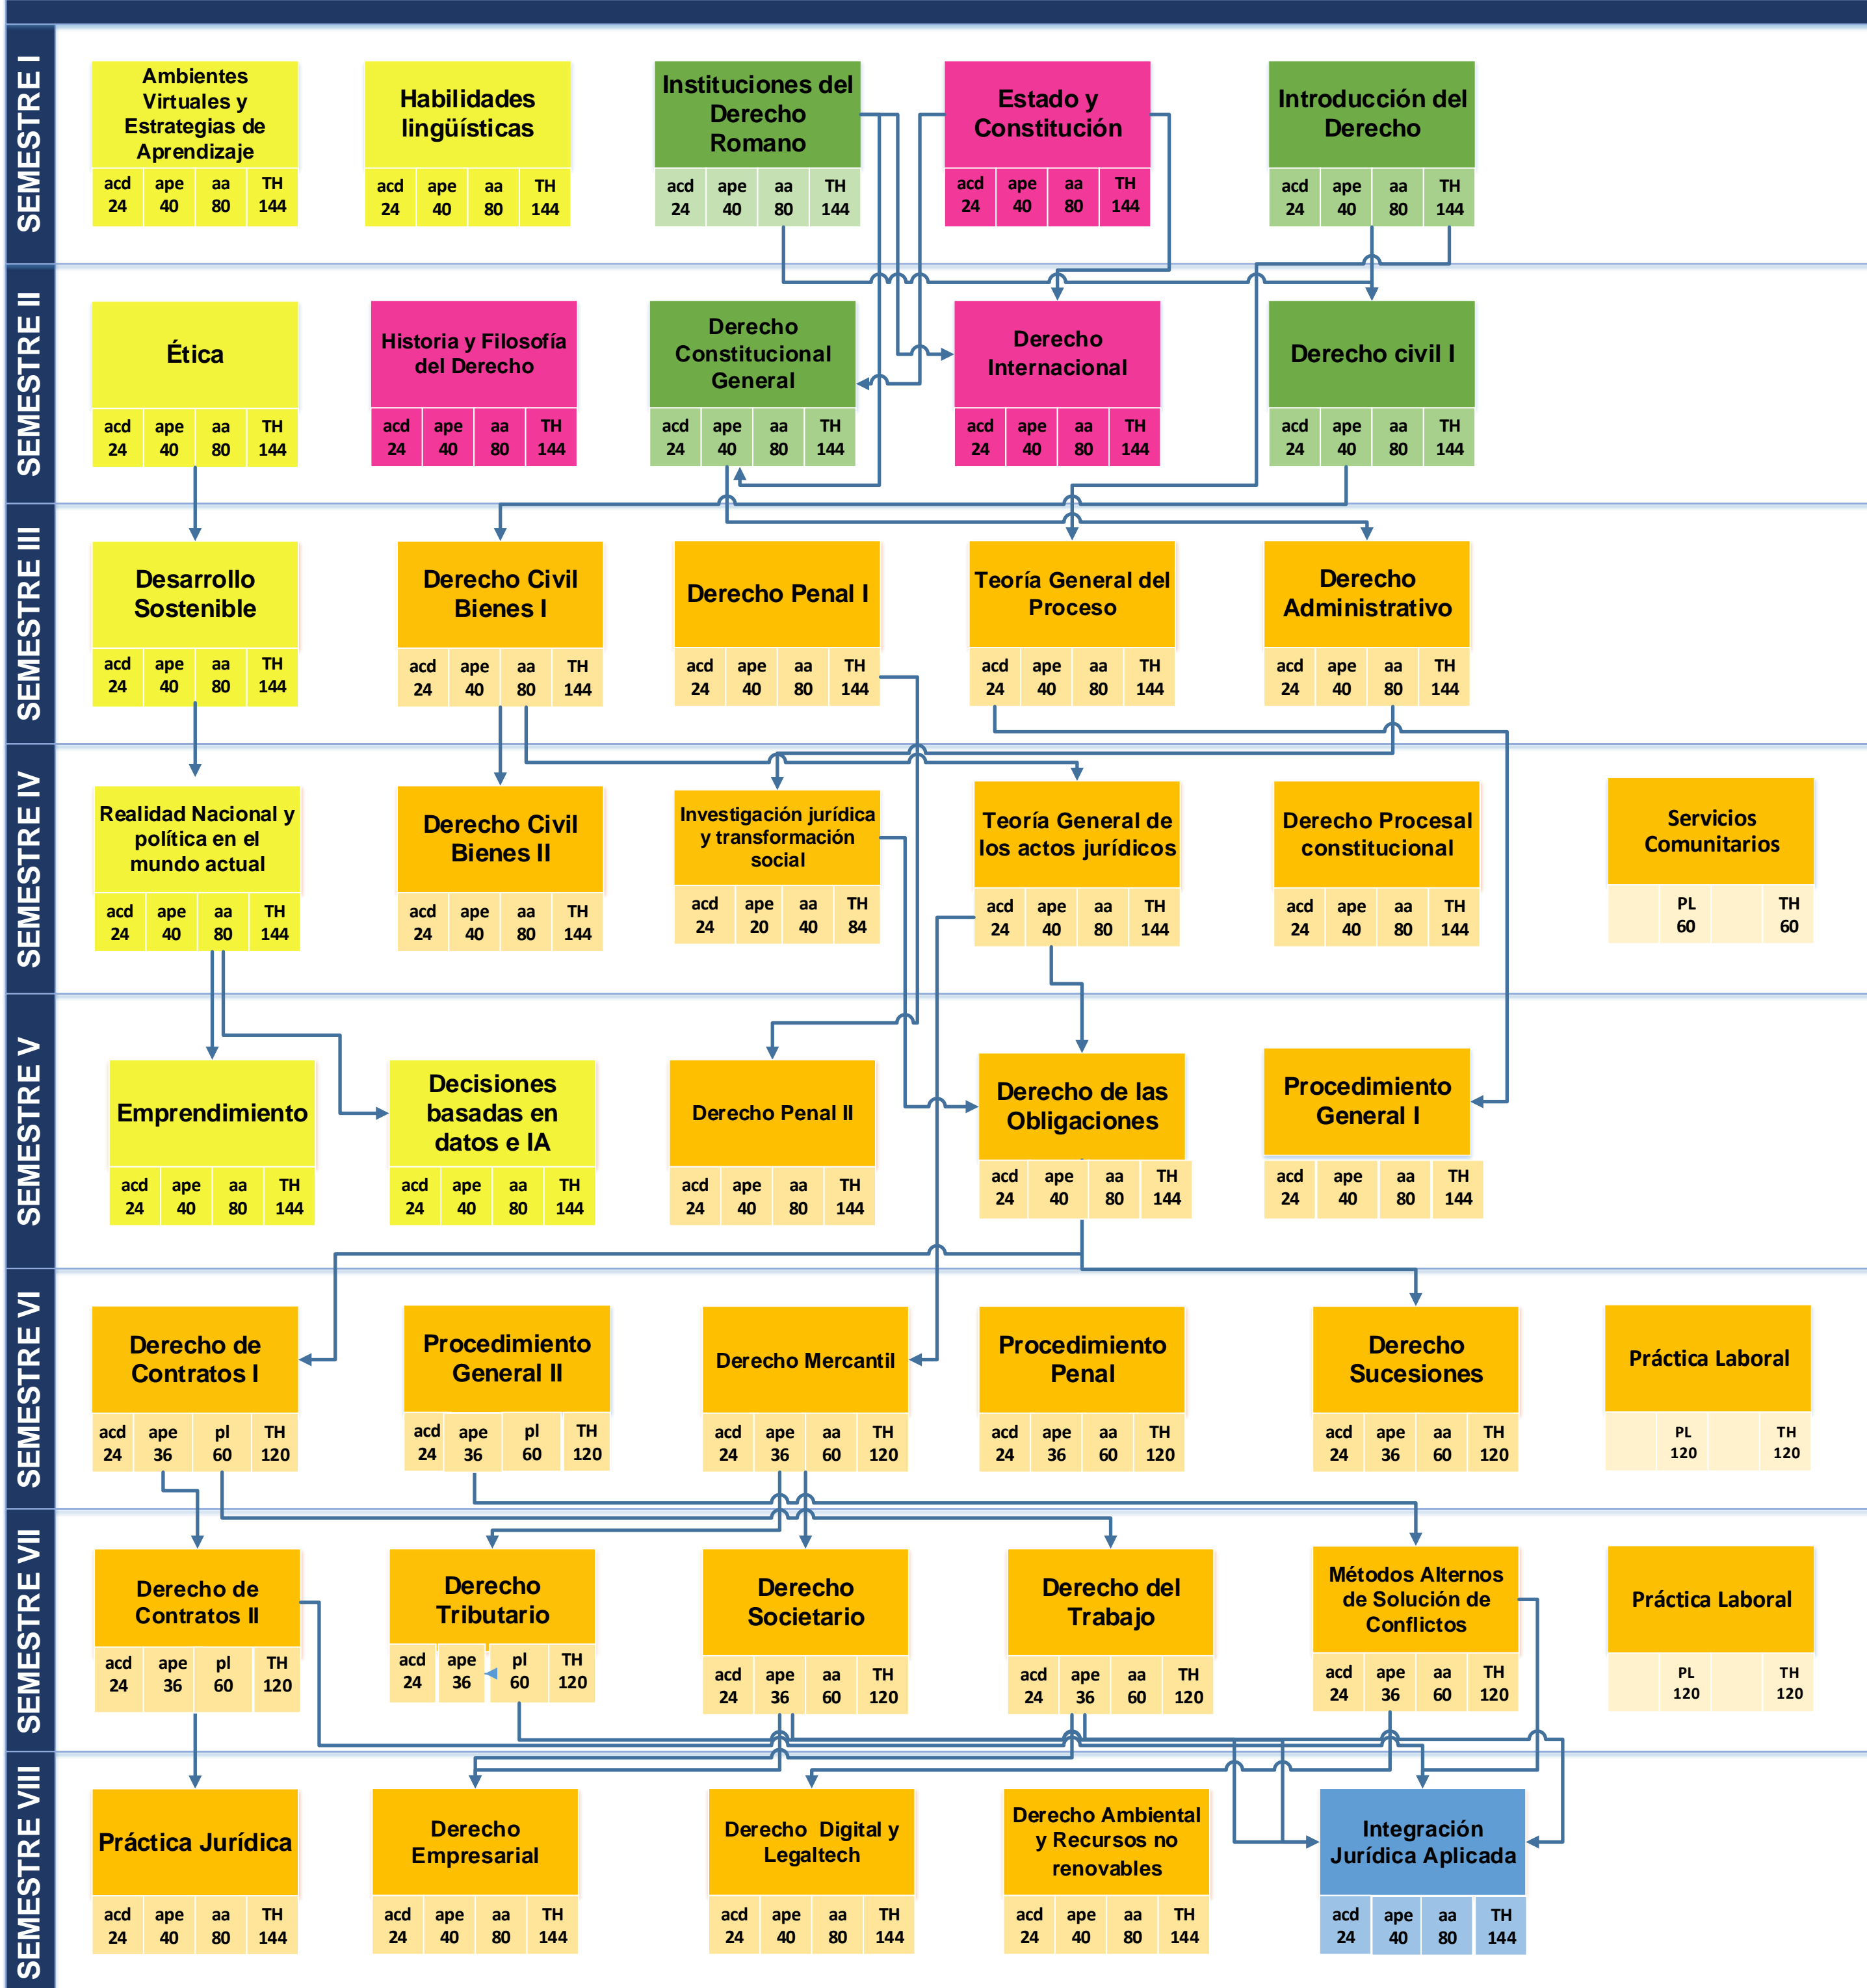 SEMESTRE I
Ambientes
Virtuales y
Estrategias de
Aprendizaje
acd ape aa TH
24 40 80 144
Habilidades
lingüísticas
acd ape aa TH
24 40 80 144
Instituciones del
Derecho
Romano
acd ape aa TH
24 40 80 144
Estado y
Constitución
acd ape aa TH
24 40 80 144
Introducción del
Derecho
acd ape aa TH
24 40 80 144
SEMESTRE II
Ética
acd ape aa TH
24 40 80 144
Historia y Filosofía
del Derecho
acd ape aa TH
24 40 80 144
Derecho
Constitucional
General
acd ape aa TH
24 40 80 144
Derecho
Internacional
acd ape aa TH
24 40 80 144
Derecho civil I
acd ape aa TH
24 40 80 144
SEMESTRE III
Desarrollo
Sostenible
acd ape aa TH
24 40 80 144
Derecho Civil
Bienes I
acd ape aa TH
24 40 80 144
Derecho Penal I
acd ape aa TH
24 40 80 144
Teoría General del
Proceso
acd ape aa TH
24 40 80 144
Derecho
Administrativo
acd ape aa TH
24 40 80 144
SEMESTRE IV
Realidad Nacional y
política en el
mundo actual
acd ape aa TH
24 40 80 144
Derecho Civil
Bienes II
acd ape aa TH
24 40 80 144
Investigación jurídica
y transformación
social
acd ape aa TH
24 20 40 84
Teoría General de
los actos jurídicos
acd ape aa TH
24 40 80 144
Derecho Procesal
constitucional
acd ape aa TH
24 40 80 144
Servicios
Comunitarios
PL TH
60 60
SEMESTRE V
Emprendimiento
acd ape aa TH
24 40 80 144
Decisiones
basadas en
datos e IA
acd ape aa TH
24 40 80 144
Derecho Penal II
acd ape aa TH
24 40 80 144
Derecho de las
Obligaciones
acd ape aa TH
24 40 80 144
Procedimiento
General I
acd ape aa TH
24 40 80 144
SEMESTRE VI
Derecho de
Contratos I
acd ape pl TH
24 36 60 120
Procedimiento
General II
acd ape pl TH
24 36 60 120
Derecho Mercantil
acd ape aa TH
24 36 60 120
Procedimiento
Penal
acd ape aa TH
24 36 60 120
Derecho
Sucesiones
acd ape aa TH
24 36 60 120
Práctica Laboral
PL TH
120 120
SEMESTRE VII
Derecho de
Contratos II
acd ape pl TH
24 36 60 120
Derecho
Tributario
acd ape pl TH
24 36 60 120
Derecho
Societario
acd ape aa TH
24 36 60 120
Derecho del
Trabajo
acd ape aa TH
24 36 60 120
Métodos Alternos
de Solución de
Conflictos
acd ape aa TH
24 36 60 120
Práctica Laboral
PL TH
120 120
SEMESTRE VIII
Práctica Jurídica
acd ape aa TH
24 40 80 144
Derecho
Empresarial
acd ape aa TH
24 40 80 144
Derecho Digital y
Legaltech
acd ape aa TH
24 40 80 144
Derecho Ambiental
y Recursos no
renovables
acd ape aa TH
24 40 80 144
Integración
Jurídica Aplicada
acd ape aa TH
24 40 80 144